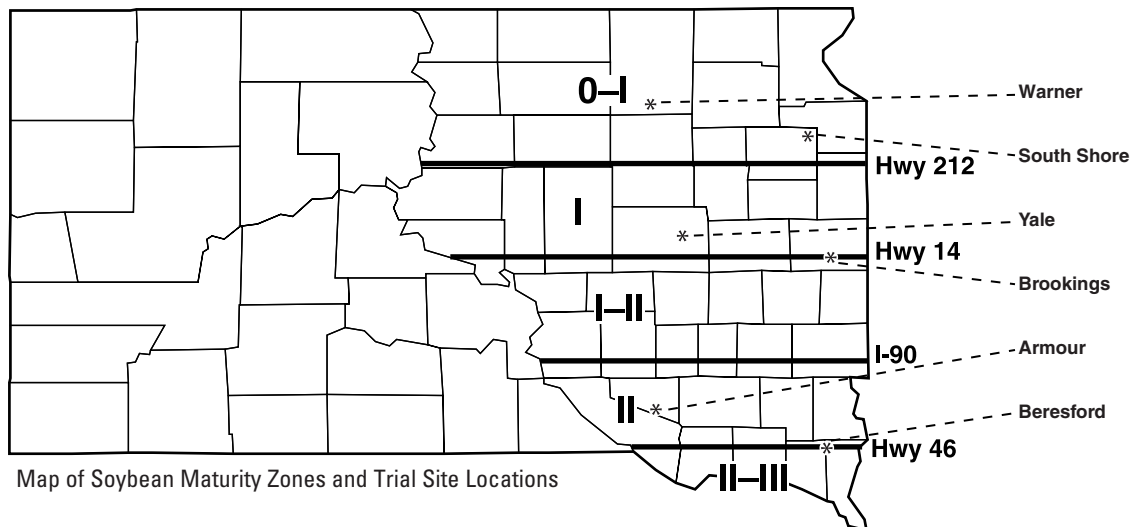 0–I
Warner
South Shore
Hwy 212
I
Yale
Hwy 14
Brookings
I–II
Armour
I-90
II
Beresford
Hwy 46
Map of Soybean Maturity Zones and Trial Site Locations
II–III